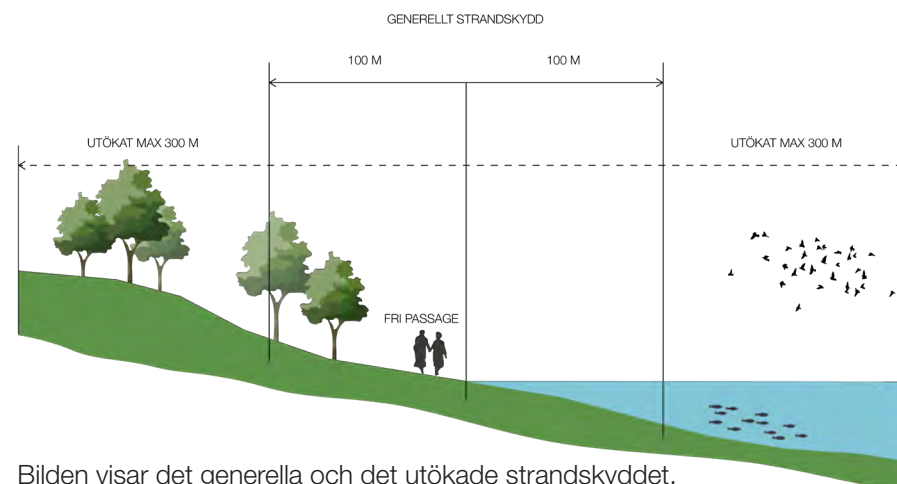 GENERELLT STRANDSKYDD
100 M 100 M
UTÖKAT MAX 300 M UTÖKAT MAX 300 M
FRI PASSAGE
Bilden visar det generella och det utökade strandskyddet.